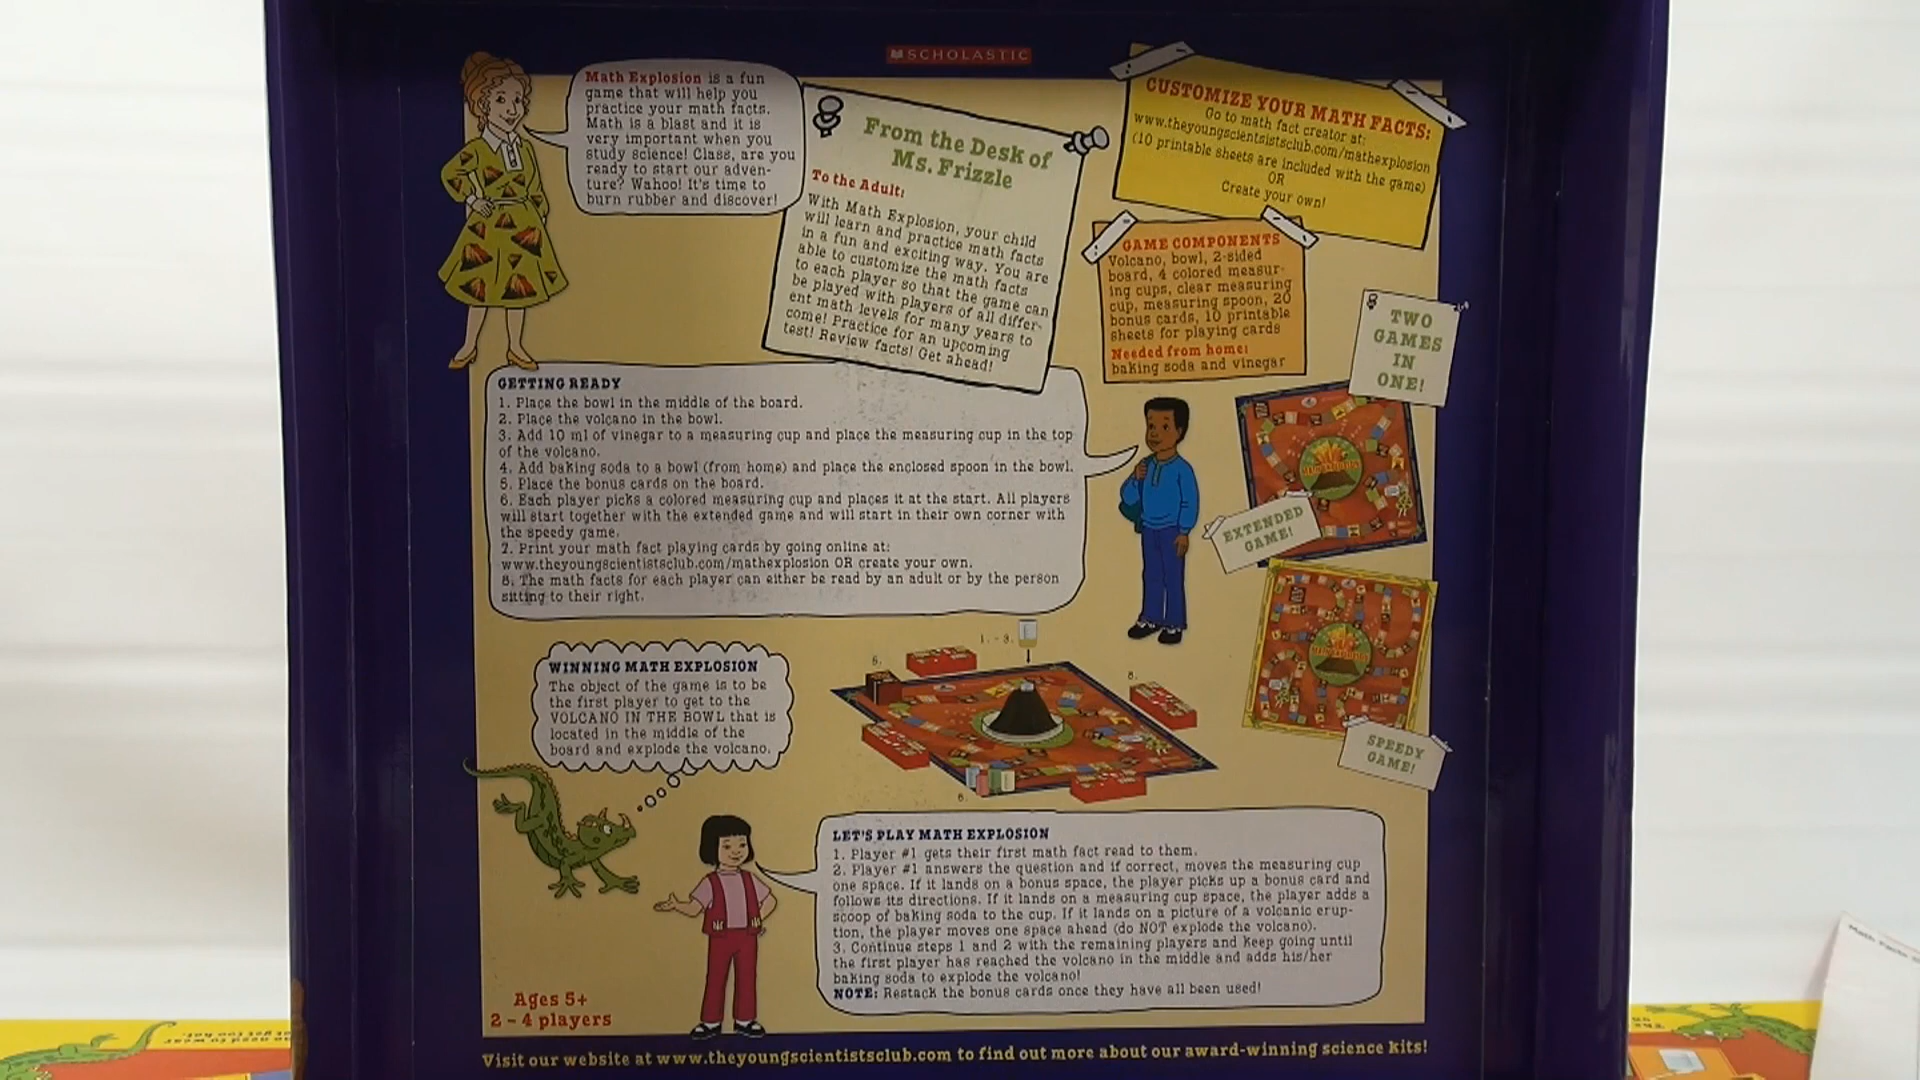 SCHOLASTIC
Math Explosion is a fun
game that will help you
practice your math facts.
Math is a blast and it is
very important when you
study science! Class, are you
ready to start our adven-
ture? Wahoo! It's time to
burn rubber and discover!
From the Desk of
Ms. Frizzle
To the Adult:
With Math Explosion, your child
will learn and practice math facts
in a fun and exciting way. You are
able to customize the math facts
to each player so that the game can
be played with players of all differ-
ent math levels for many years to
come! Practice for an upcoming
test! Review facts! Get ahead!
CUSTOMIZE YOUR MATH FACTS:
Go to math fact creator at:
www.theyoungscientistsclub.com/mathexplosion
(10 printable sheets are included with the game)
OR
Create your own!
GAME COMPONENTS
Volcano, bowl, 2-sided
board, 4 colored measur-
ing cups, clear measuring
cup, measuring spoon, 20
bonus cards, 10 printable
sheets for playing cards
Needed from home:
baking soda and vinegar
TWO
GAMES
IN
ONE!
GETTING READY
1. Place the bowl in the middle of the board.
2. Place the volcano in the bowl.
3. Add 10 ml of vinegar to a measuring cup and place the measuring cup in the top
of the volcano.
4. Add baking soda to a bowl (from home) and place the enclosed spoon in the bowl.
5. Place the bonus cards on the board.
6. Each player picks a colored measuring cup and places it at the start. All players
will start together with the extended game and will start in their own corner with
the speedy game.
7. Print your math fact playing cards by going online at:
www.theyoungscientistsclub.com/mathexplosion OR create your own.
8. The math facts for each player can either be read by an adult or by the person
sitting to their right.
EXTENDED
GAME!
SPEEDY
GAME!
WINNING MATH EXPLOSION
The object of the game is to be
the first player to get to the
VOLCANO IN THE BOWL that is
located in the middle of the
board and explode the volcano.
1. - 3.
5.
8.
6.
LET'S PLAY MATH EXPLOSION
1. Player #1 gets their first math fact read to them.
2. Player #1 answers the question and if correct, moves the measuring cup
one space. If it lands on a bonus space, the player picks up a bonus card and
follows its directions. If it lands on a measuring cup space, the player adds a
scoop of baking soda to the cup. If it lands on a picture of a volcanic erup-
tion, the player moves one space ahead (do NOT explode the volcano).
3. Continue steps 1 and 2 with the remaining players and keep going until
the first player has reached the volcano in the middle and adds his/her
baking soda to explode the volcano!
NOTE: Restack the bonus cards once they have all been used!
Ages 5+
2 - 4 players
Visit our website at www.theyoungscientistsclub.com to find out more about our award-winning science kits!